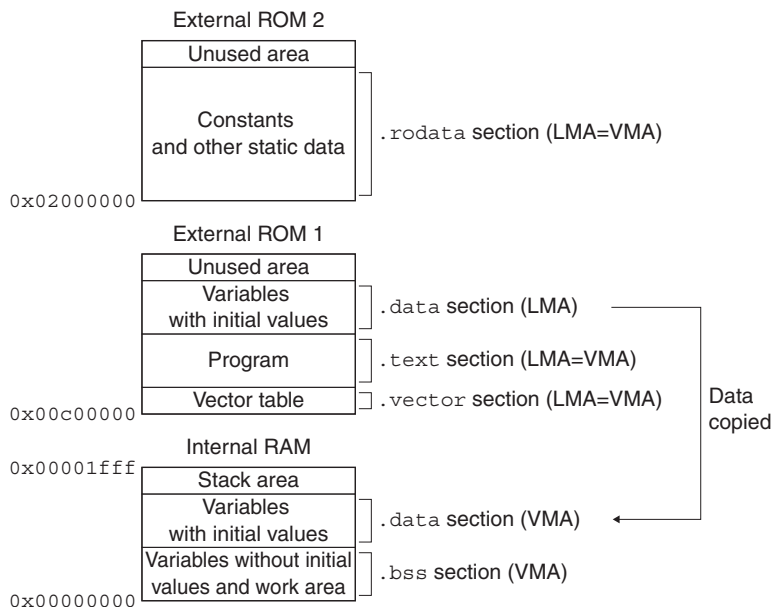 External ROM 2
Unused area
Constants
and other static data
.rodata section (LMA=VMA)
0x02000000
External ROM 1
Unused area
Variables
with initial values
.data section (LMA)
Program
.text section (LMA=VMA)
Vector table
.vector section (LMA=VMA)
0x00c00000
Data
copied
Internal RAM
0x00001fff
Stack area
Variables
with initial values
.data section (VMA)
Variables without initial
values and work area
.bss section (VMA)
0x00000000